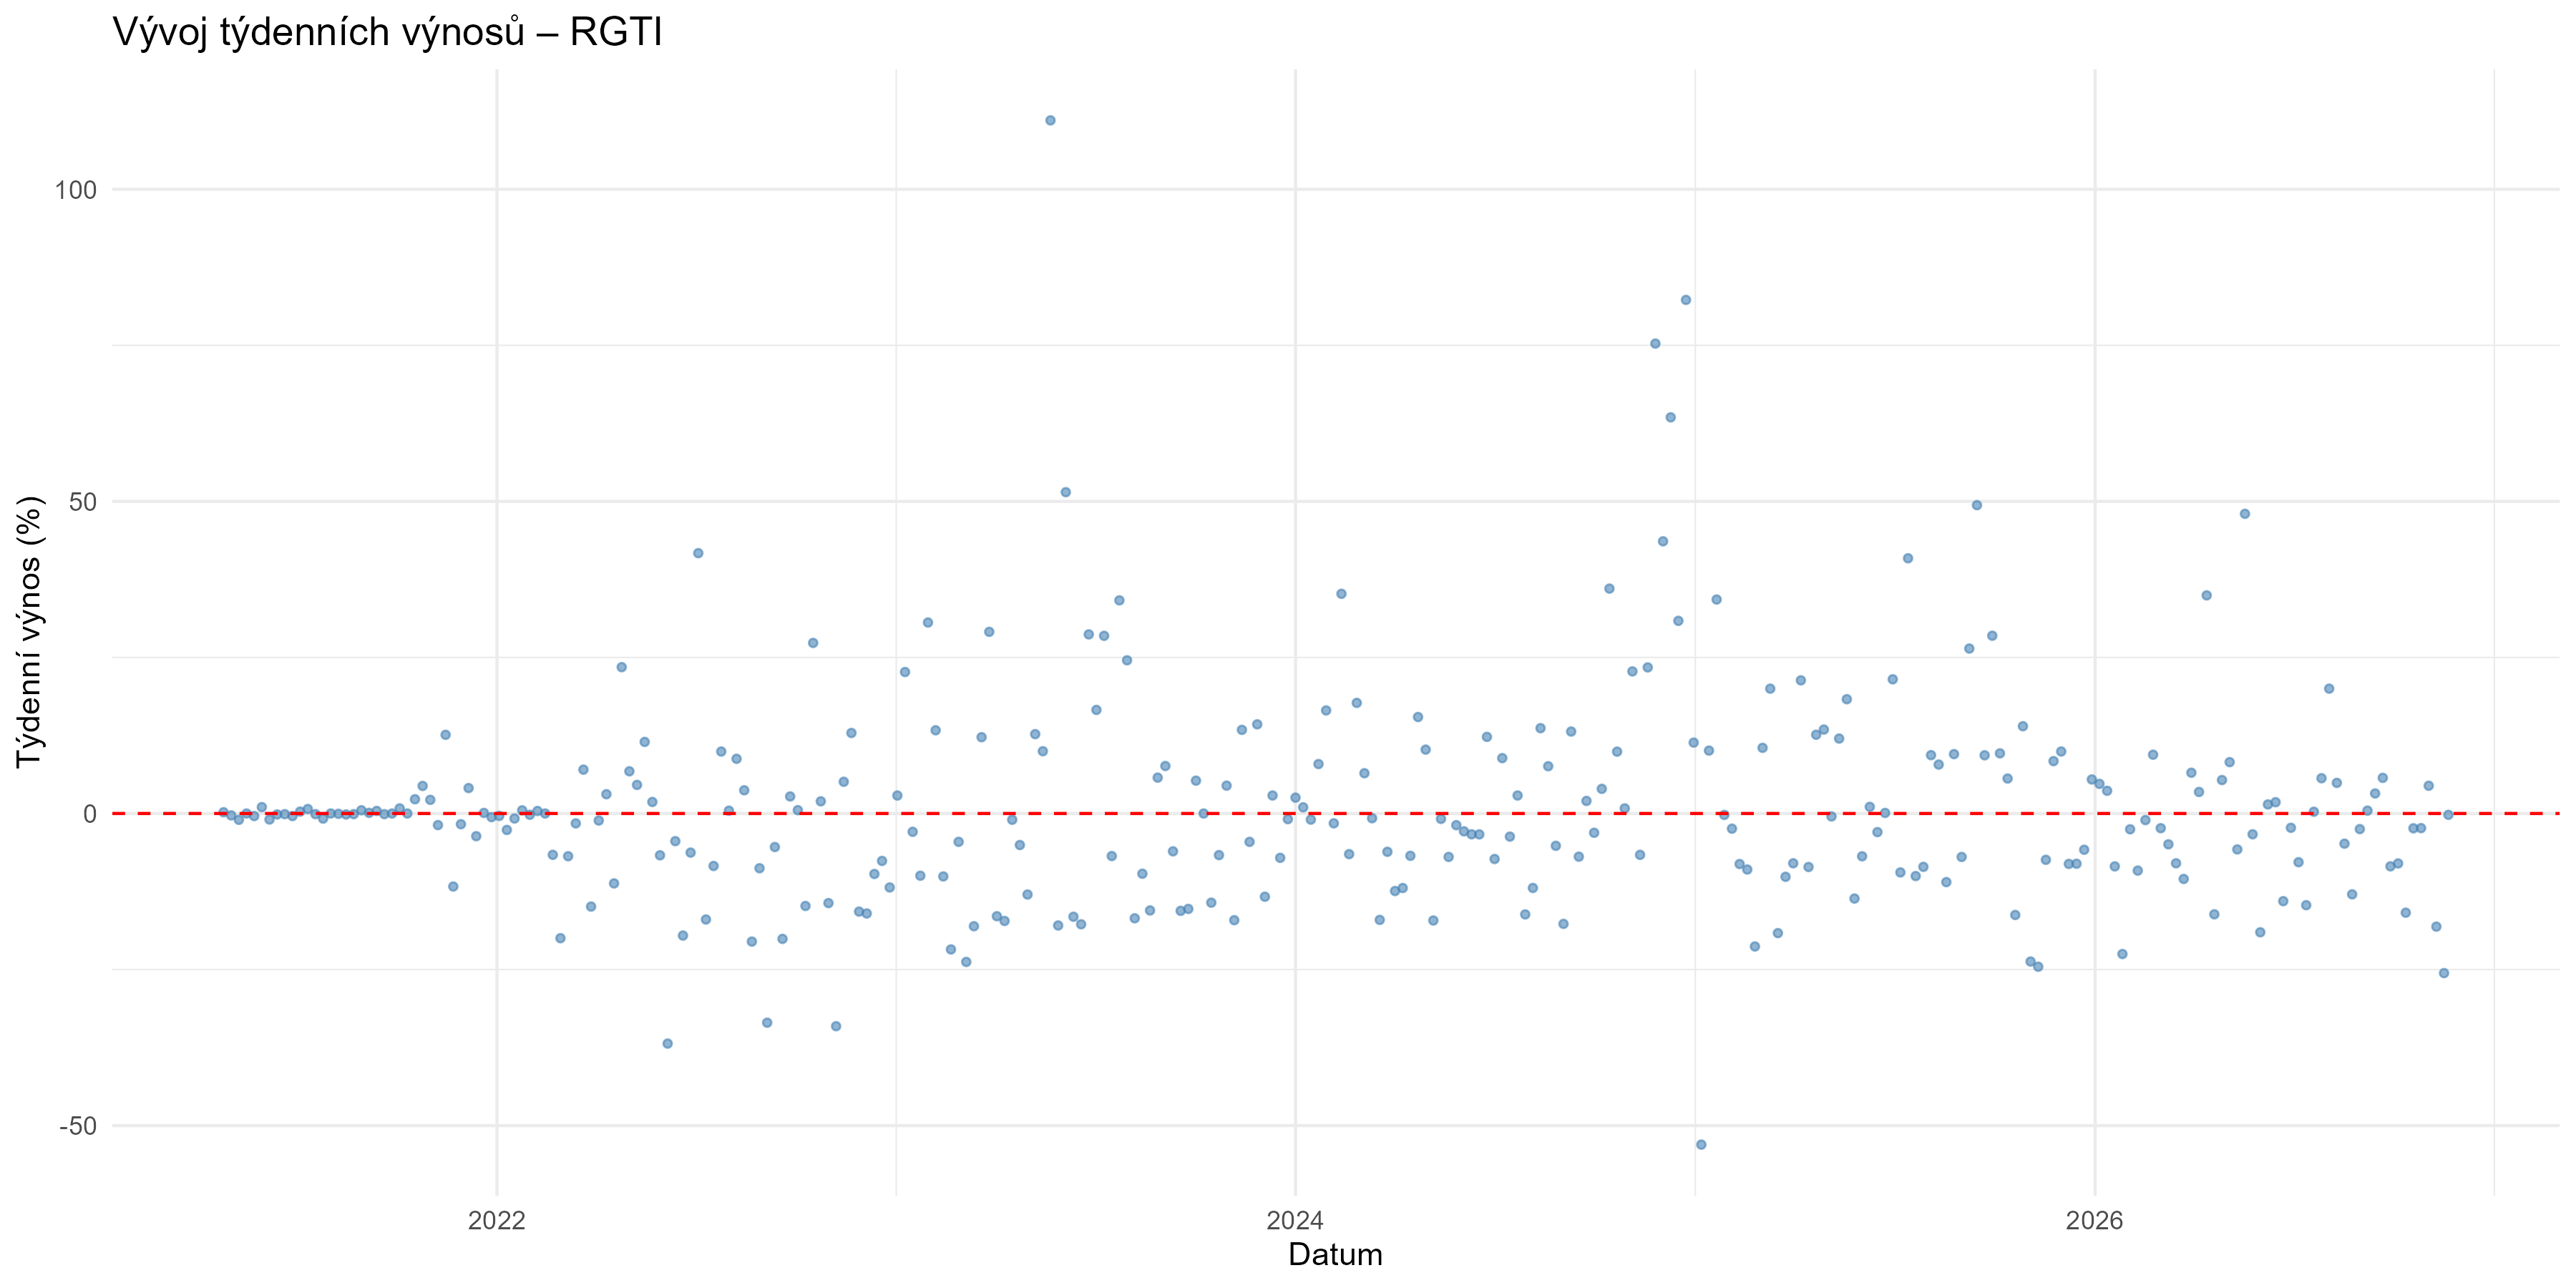 Vývoj týdenních výnosů – RGTI
Týdenní výnos (%)
100
50
0
-50
2022
2024
2026
Datum